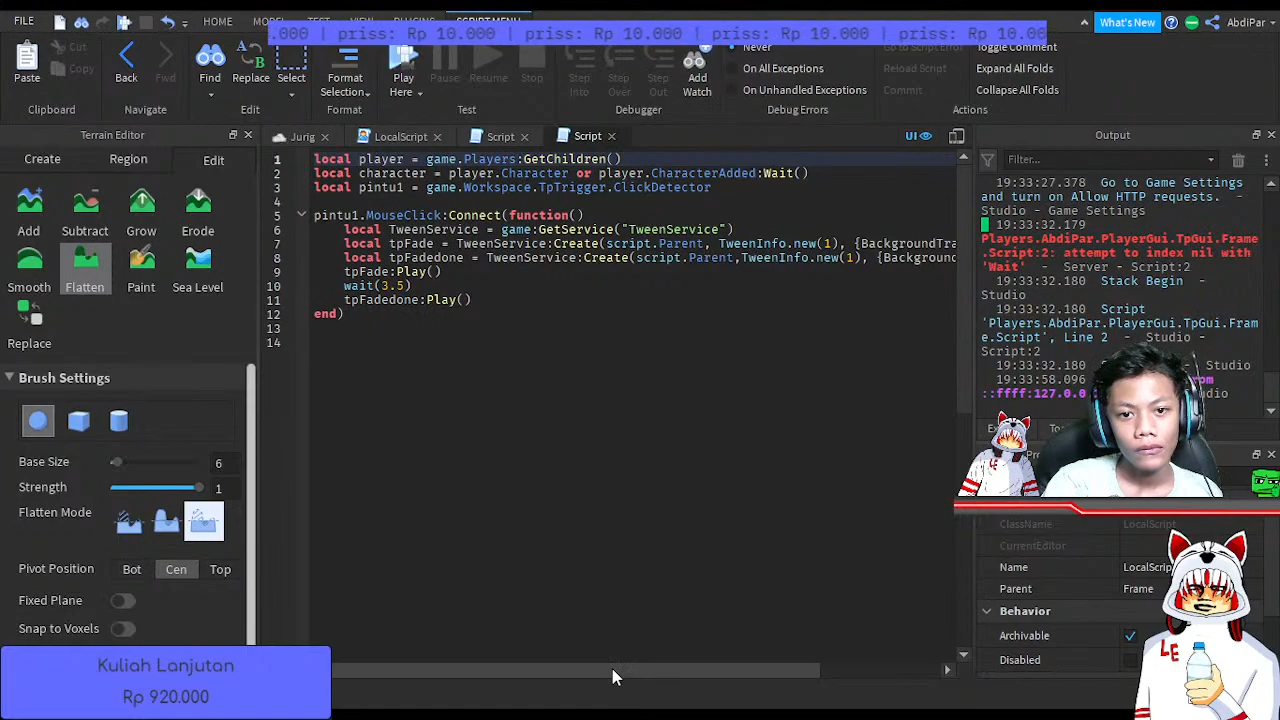 FILE
HOME
MODEL
TEST
VIEW
PLUGINS
SCRIPT MENU
What's New
AbdiPar
.000 | priss: Rp 10.000 | priss: Rp 10.000 | priss: Rp 10.000 | priss: Rp 10.00
Paste
Cut
Copy
Back
Fwd
Find
Replace
Select
Format
Selection
Play
Here
Pause
Resume
Stop
Step
Into
Step
Over
Step
Out
Add
Watch
Never
On All Exceptions
On Unhandled Exceptions
Go to Script Error
Reload Script
Commit
Toggle Comment
Expand All Folds
Collapse All Folds
Clipboard
Navigate
Edit
Format
Test
Debugger
Debug Errors
Actions
Terrain Editor
Create
Region
Edit
Add
Subtract
Grow
Erode
Smooth
Flatten
Paint
Sea Level
Replace
Brush Settings
Base Size
6
Strength
1
Flatten Mode
Pivot Position
Bot
Cen
Top
Fixed Plane
Snap to Voxels
Kuliah Lanjutan
Rp 920.000
Jurig
LocalScript
Script
Script
UI
1 local player = game.Players:GetChildren()
2 local character = player.Character or player.CharacterAdded:Wait()
3 local pintu1 = game.Workspace.TpTrigger.ClickDetector
4
5 pintu1.MouseClick:Connect(function()
6 local TweenService = game:GetService("TweenService")
7 local tpFade = TweenService:Create(script.Parent, TweenInfo.new(1), {BackgroundTra
8 local tpFadedone = TweenService:Create(script.Parent,TweenInfo.new(1), {Background
9 tpFade:Play()
10 wait(3.5)
11 tpFadedone:Play()
12 end)
13
14
Output
Filter...
19:33:27.378 Go to Game Settings
and turn on Allow HTTP requests. -
Studio - Game Settings
19:33:32.179
Players.AbdiPar.PlayerGui.TpGui.Frame
.Script:2: attempt to index nil with
'Wait' - Server - Script:2
19:33:32.180 Stack Begin -
Studio
19:33:32.180 Script
'Players.AbdiPar.PlayerGui.TpGui.Fram
e.Script', Line 2 - Studio -
Script:2
19:33:32.180 - Studio
19:33:58.096
::ffff:127.0.0
ClassName
LocalScript
CurrentEditor
Name
LocalScrip
Parent
Frame
Behavior
Archivable
Disabled
LE
LE